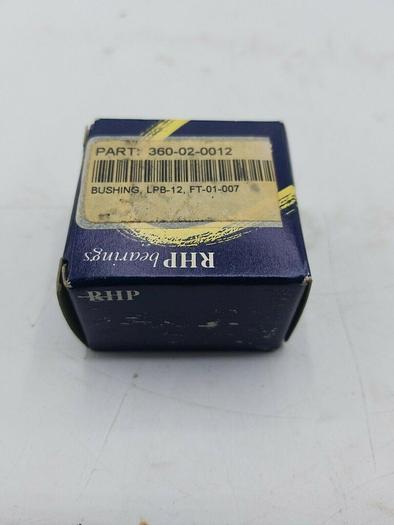 PART: 360-02-0012
BUSHING, LPB-12, FT-01-007
RHP bearings
RHP